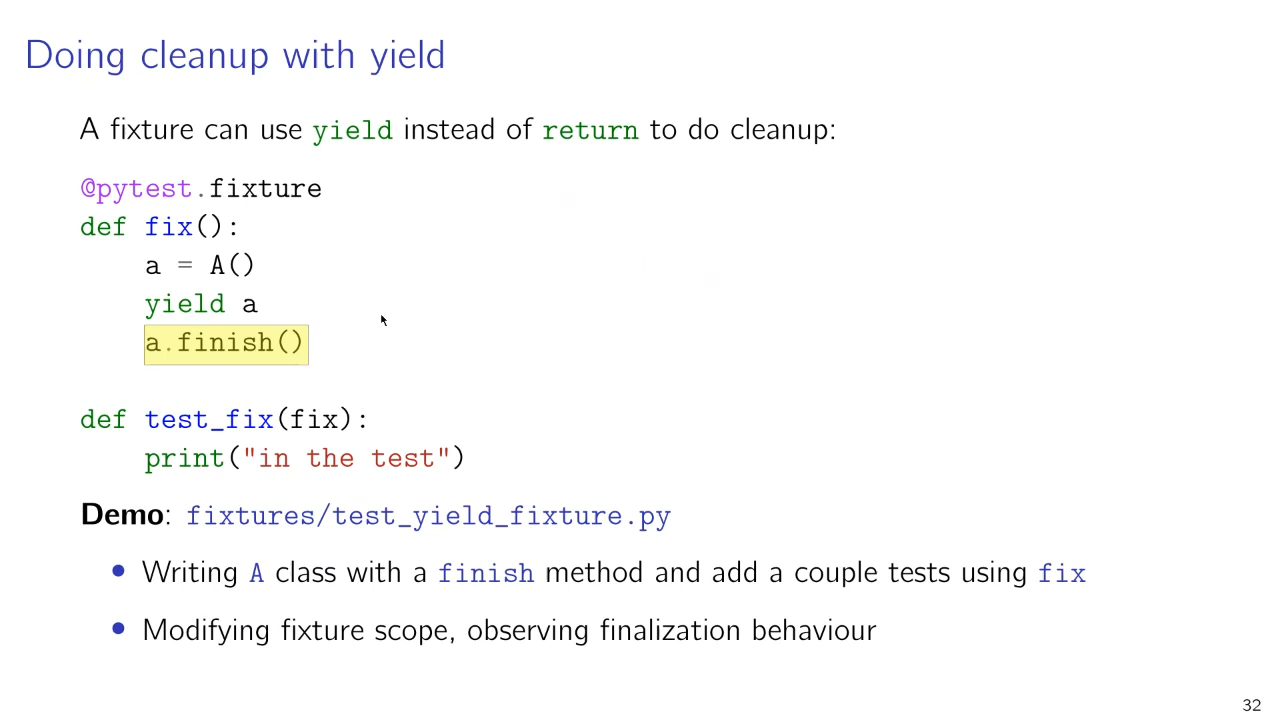 Doing cleanup with yield
A fixture can use yield instead of return to do cleanup:
@pytest.fixture
def fix():
    a = A()
    yield a
    a.finish()
def test_fix(fix):
    print("in the test")
Demo: fixtures/test_yield_fixture.py
• Writing A class with a finish method and add a couple tests using fix
• Modifying fixture scope, observing finalization behaviour
32